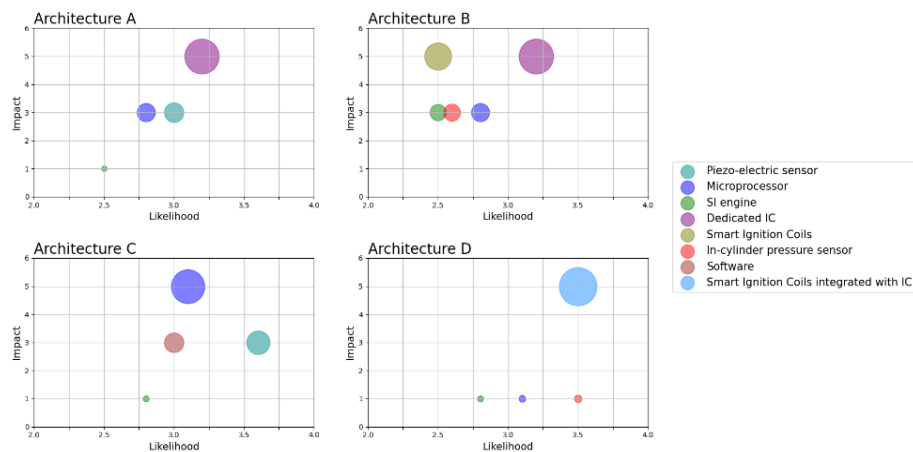 Architecture A
6
5
4
3
2
1
0
Impact
2.0 2.5 3.0 3.5 4.0
Likelihood
Architecture B
6
5
4
3
2
1
0
Impact
2.0 2.5 3.0 3.5 4.0
Likelihood
Architecture C
6
5
4
3
2
1
0
Impact
2.0 2.5 3.0 3.5 4.0
Likelihood
Architecture D
6
5
4
3
2
1
0
Impact
2.0 2.5 3.0 3.5 4.0
Likelihood
Piezo-electric sensor
Microprocessor
SI engine
Dedicated IC
Smart Ignition Coils
In-cylinder pressure sensor
Software
Smart Ignition Coils integrated with IC